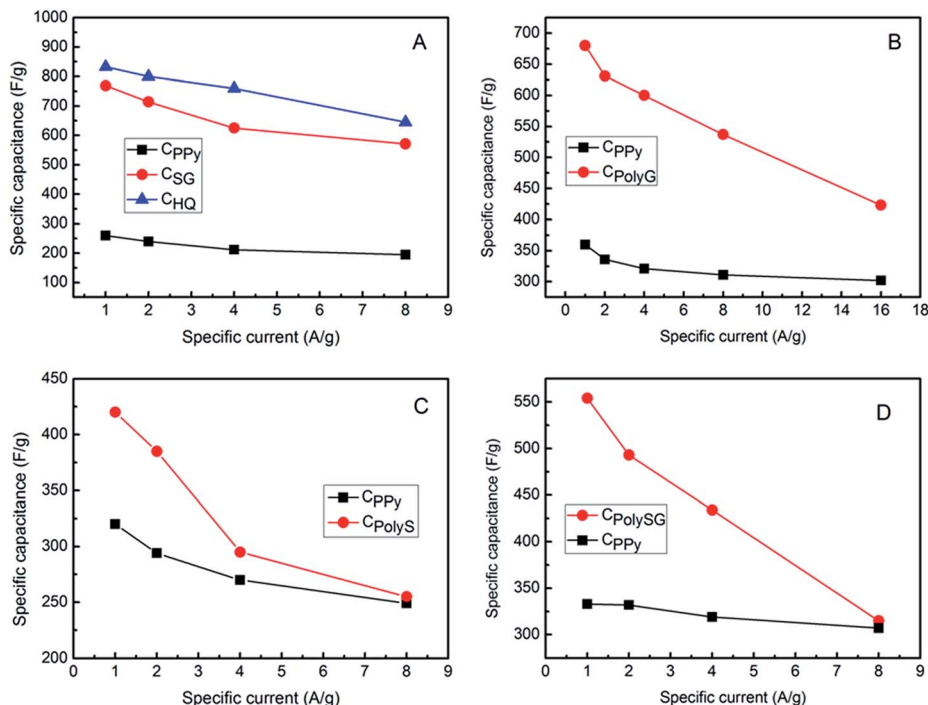 A
Specific capacitance (F/g)
1000
900
800
700
600
500
400
300
200
100
C_PPy
C_SG
C_HQ
1 2 3 4 5 6 7 8 9
Specific current (A/g)
B
Specific capacitance (F/g)
700
650
600
550
500
450
400
350
300
C_PPy
C_PolyG
0 2 4 6 8 10 12 14 16 18
Specific current (A/g)
C
Specific capacitance (F/g)
450
400
350
300
250
200
C_PPy
C_PolyS
0 1 2 3 4 5 6 7 8 9
Specific current (A/g)
D
Specific capacitance (F/g)
550
500
450
400
350
300
C_PolySG
C_PPy
0 1 2 3 4 5 6 7 8 9
Specific current (A/g)